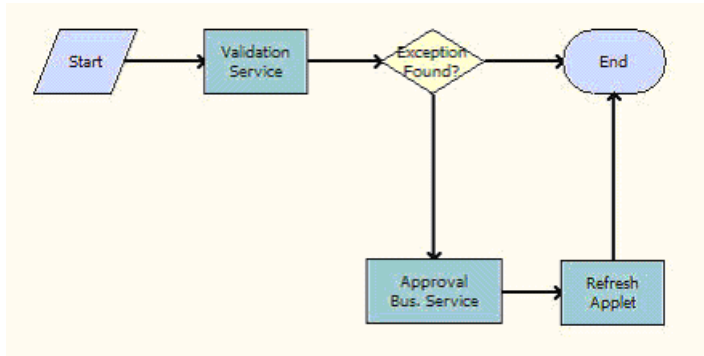 Start
Validation
Service
Exception
Found?
End
Approval
Bus. Service
Refresh
Applet